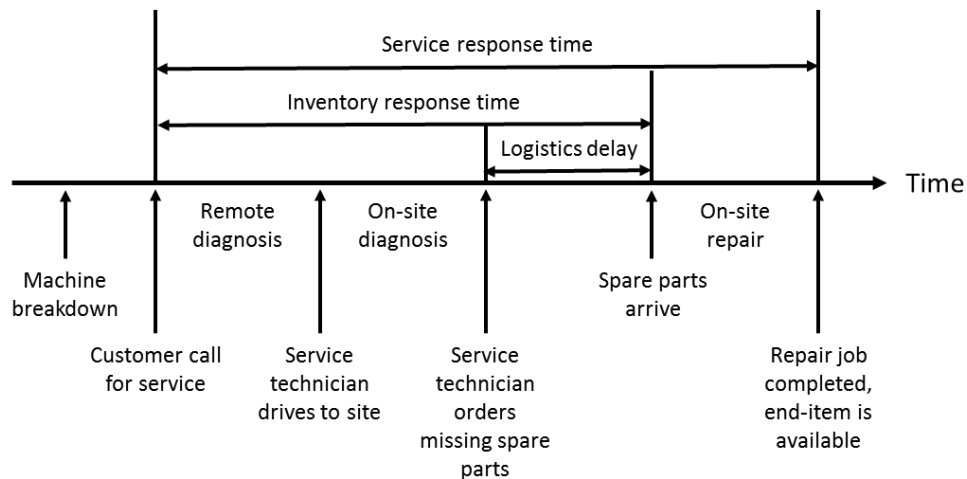 Service response time
Inventory response time
Logistics delay
Time
Remote
diagnosis
On-site
diagnosis
On-site
repair
Machine
breakdown
Spare parts
arrive
Customer call
for service
Service
technician
drives to site
Service
technician
orders
missing spare
parts
Repair job
completed,
end-item is
available